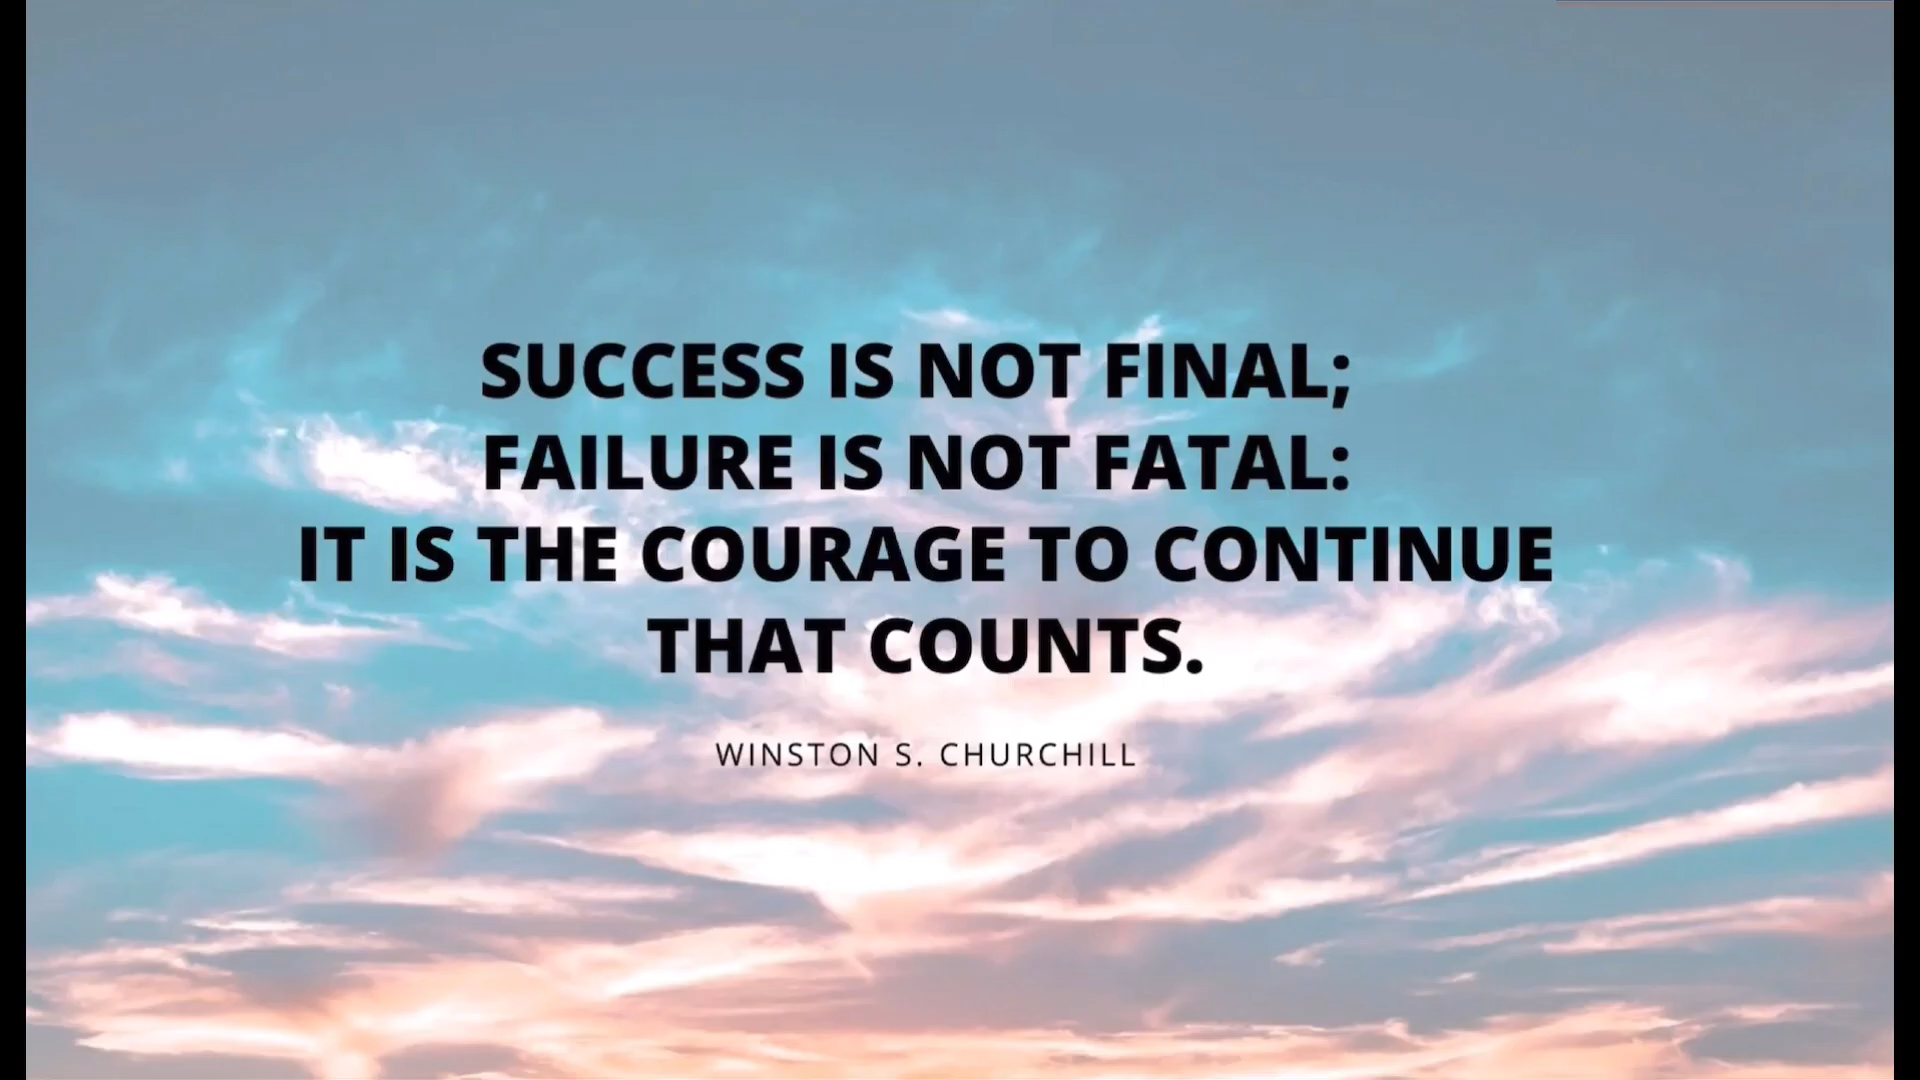 SUCCESS IS NOT FINAL;
FAILURE IS NOT FATAL:
IT IS THE COURAGE TO CONTINUE
THAT COUNTS.
WINSTON S. CHURCHILL